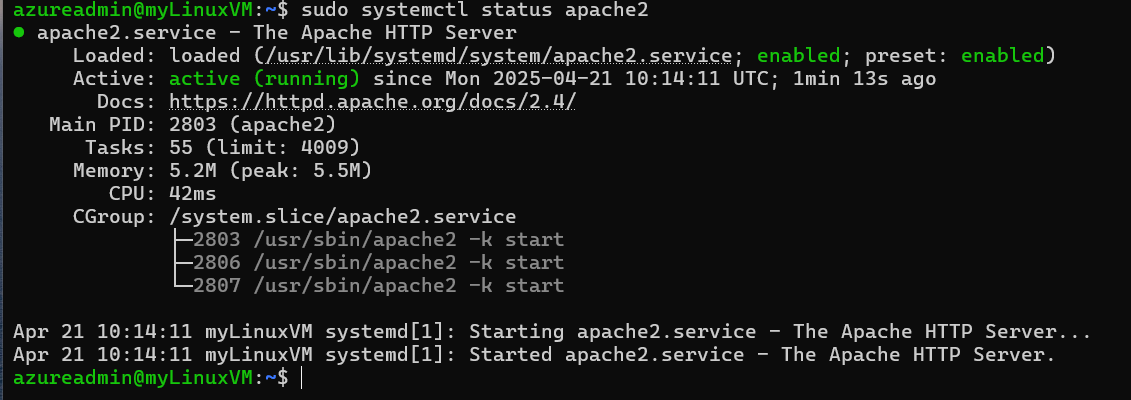 azureadmin@myLinuxVM:~$ sudo systemctl status apache2
● apache2.service - The Apache HTTP Server
     Loaded: loaded (/usr/lib/systemd/system/apache2.service; enabled; preset: enabled)
     Active: active (running) since Mon 2025-04-21 10:14:11 UTC; 1min 13s ago
       Docs: https://httpd.apache.org/docs/2.4/
   Main PID: 2803 (apache2)
      Tasks: 55 (limit: 4009)
     Memory: 5.2M (peak: 5.5M)
        CPU: 42ms
     CGroup: /system.slice/apache2.service
             ├─2803 /usr/sbin/apache2 -k start
             ├─2806 /usr/sbin/apache2 -k start
             └─2807 /usr/sbin/apache2 -k start

Apr 21 10:14:11 myLinuxVM systemd[1]: Starting apache2.service - The Apache HTTP Server...
Apr 21 10:14:11 myLinuxVM systemd[1]: Started apache2.service - The Apache HTTP Server.
azureadmin@myLinuxVM:~$